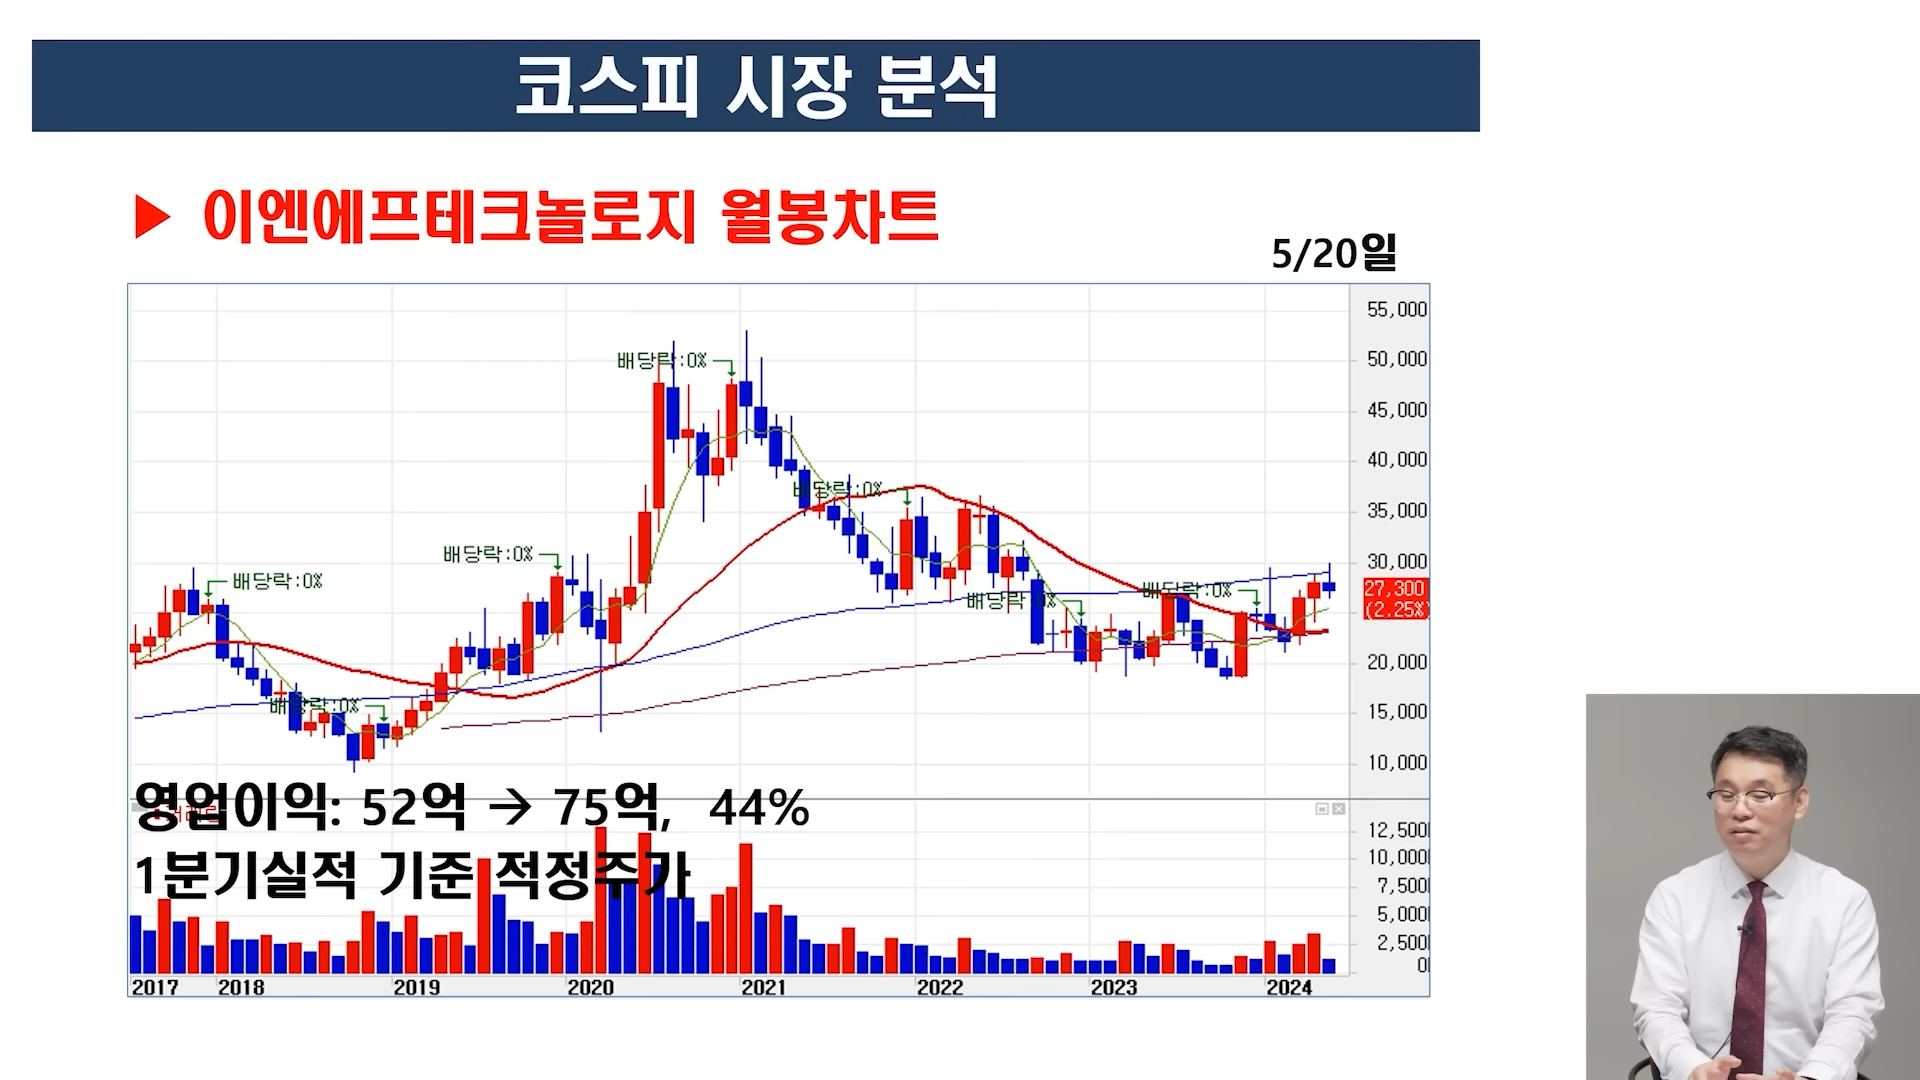 코스피 시장 분석
▶ 이엔에프테크놀로지 월봉차트
5/20일
55,000
50,000
45,000
40,000
35,000
30,000
27,300
(2.25%)
20,000
15,000
10,000
배당락:0%
배당락:0%
배당락:0%
배당락:0%
배당락:0%
배당락:0%
배당락:0%
영업이익: 52억 → 75억, 44%
1분기실적 기준 적정주가
12,500
10,000
7,500
5,000
2,500
0
2017 2018 2019 2020 2021 2022 2023 2024